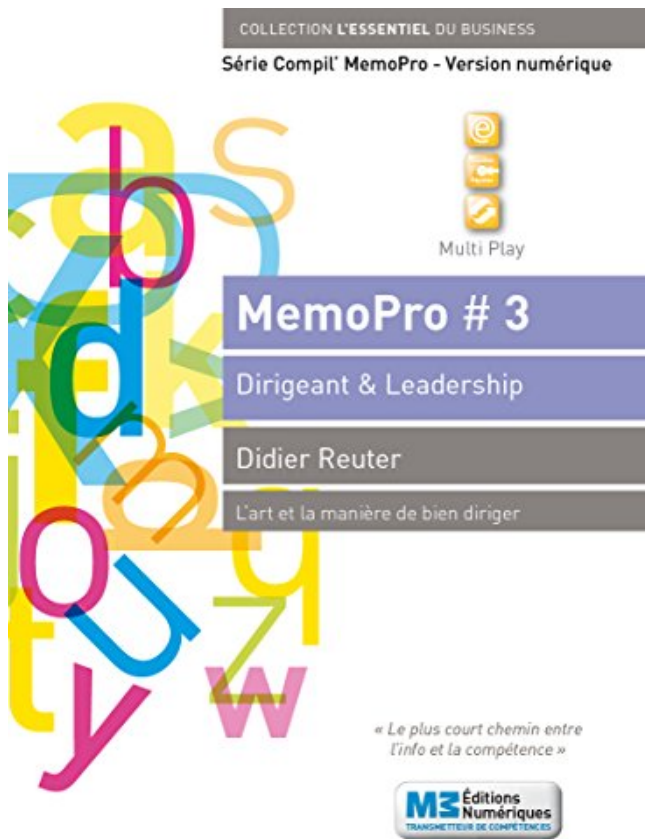 COLLECTION L'ESSENTIEL DU BUSINESS
Série Compil' MemoPro - Version numérique
Multi Play
MemoPro # 3
Dirigeant & Leadership
Didier Reuter
L'art et la manière de bien diriger
« Le plus court chemin entre
l'info et la compétence »
M3 Éditions
Numériques
TRANSMETTEUR DE COMPÉTENCES